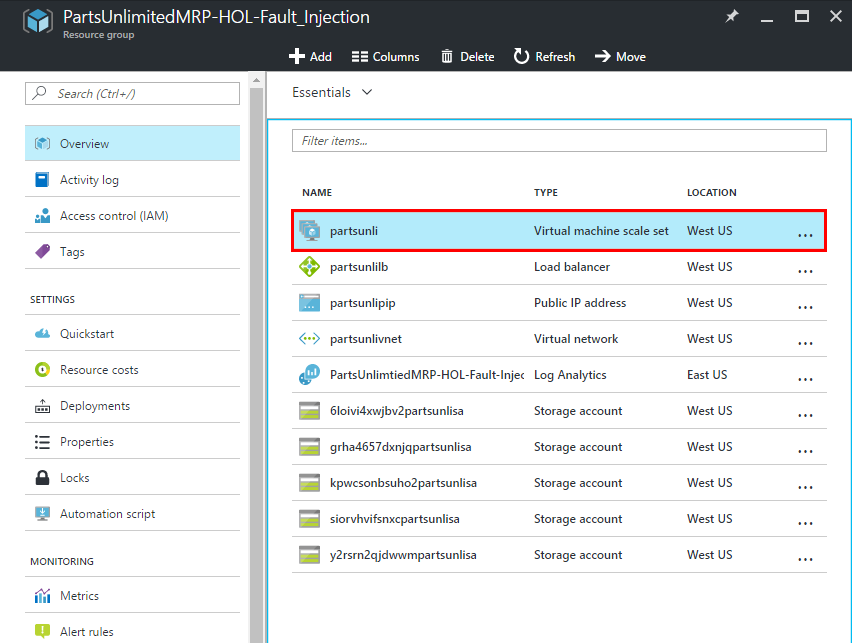 PartsUnlimitedMRP-HOL-Fault_Injection
Resource group
Add Columns Delete Refresh Move
Search (Ctrl+/)
Overview
Activity log
Access control (IAM)
Tags
SETTINGS
Quickstart
Resource costs
Deployments
Properties
Locks
Automation script
MONITORING
Metrics
Alert rules
Essentials
Filter items...
NAME TYPE LOCATION
partsunli Virtual machine scale set West US ...
partsunlilb Load balancer West US ...
partsunlipip Public IP address West US ...
partsunlivnet Virtual network West US ...
PartsUnlimtiedMRP-HOL-Fault-Injec Log Analytics East US ...
6loivi4xwjbv2partsunlisa Storage account West US ...
grha4657dxnjqpartsunlisa Storage account West US ...
kpwcsonbsuho2partsunlisa Storage account West US ...
siorvhvifsnxcpartsunlisa Storage account West US ...
y2rsrn2qjdwwmpartsunlisa Storage account West US ...